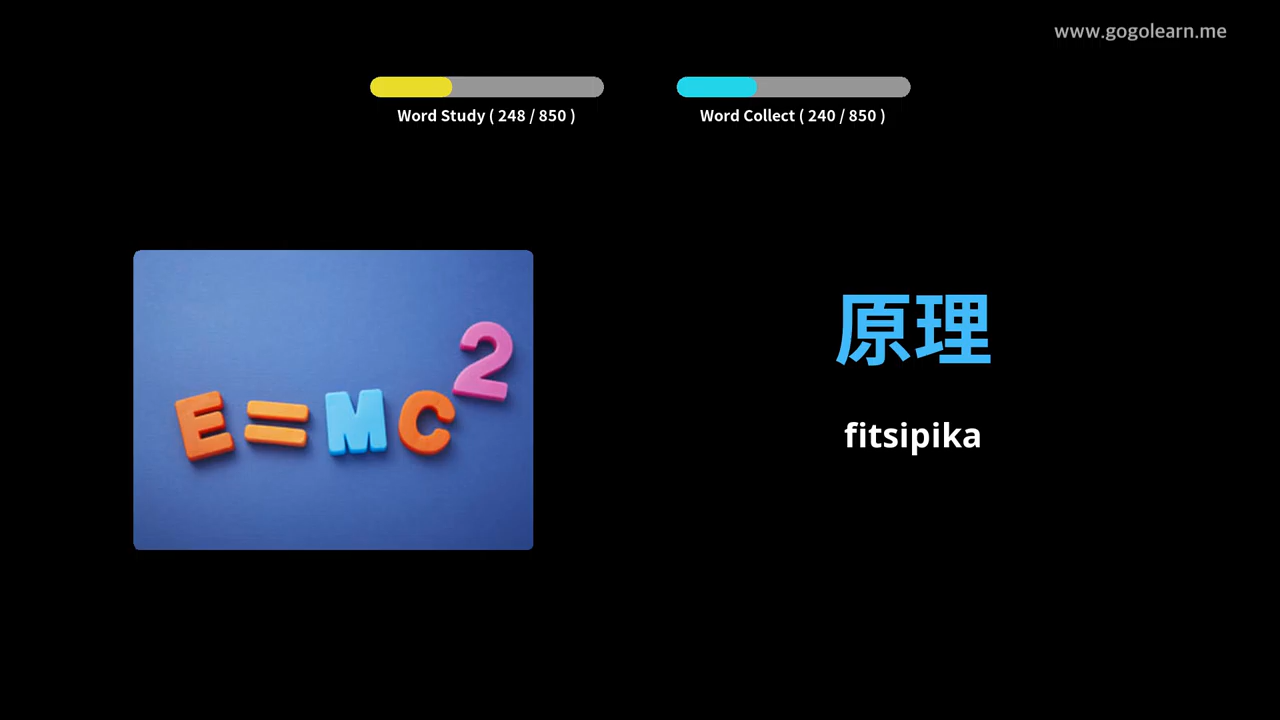 www.gogolearn.me
Word Study ( 248 / 850 )
Word Collect ( 240 / 850 )
E=MC²
原理
fitsipika